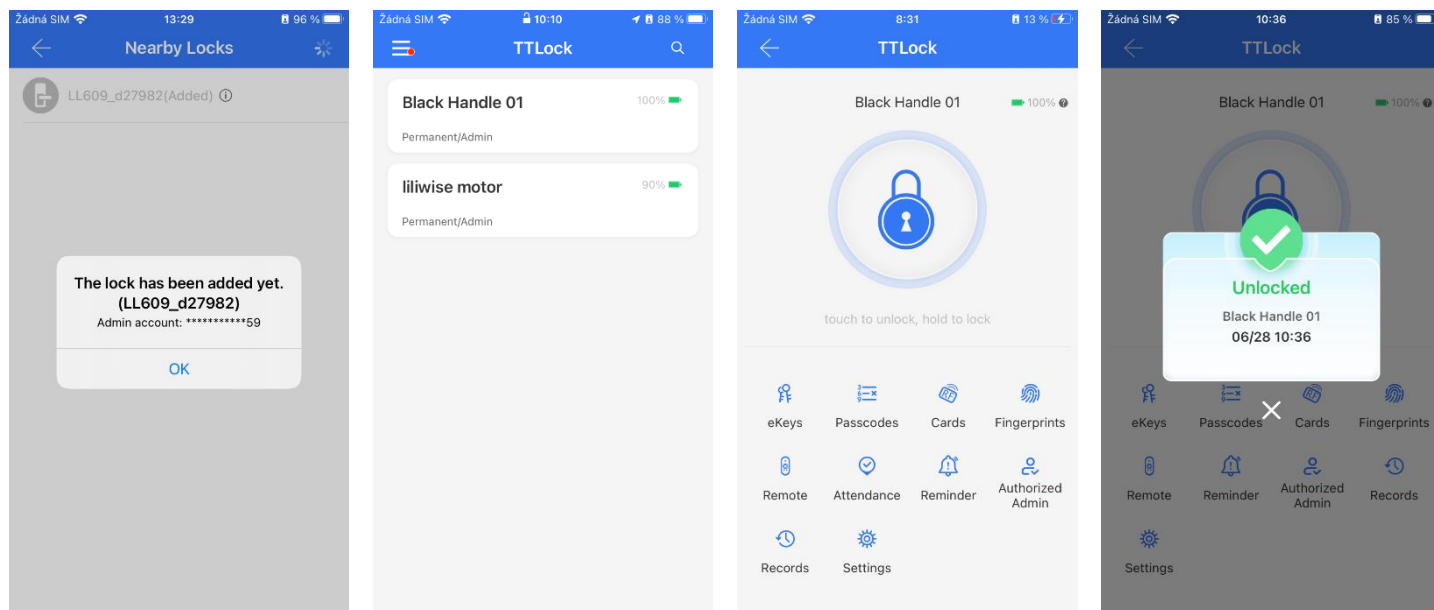 Žádná SIM 13:29 96 %
Nearby Locks
LL609_d27982(Added)
The lock has been added yet.
(LL609_d27982)
Admin account: ***********59
OK
Žádná SIM 10:10 88 %
TTLock
Black Handle 01 100%
Permanent/Admin
liliwise motor 90%
Permanent/Admin
Žádná SIM 8:31 13 %
TTLock
Black Handle 01 100%
touch to unlock, hold to lock
eKeys Passcodes Cards Fingerprints
Remote Attendance Reminder Authorized
Admin
Records Settings
Žádná SIM 10:36 85 %
TTLock
Black Handle 01 100%
Unlocked
Black Handle 01
06/28 10:36
eKeys Passcodes Cards Fingerprints
Remote Reminder Authorized Records
Admin
Settings